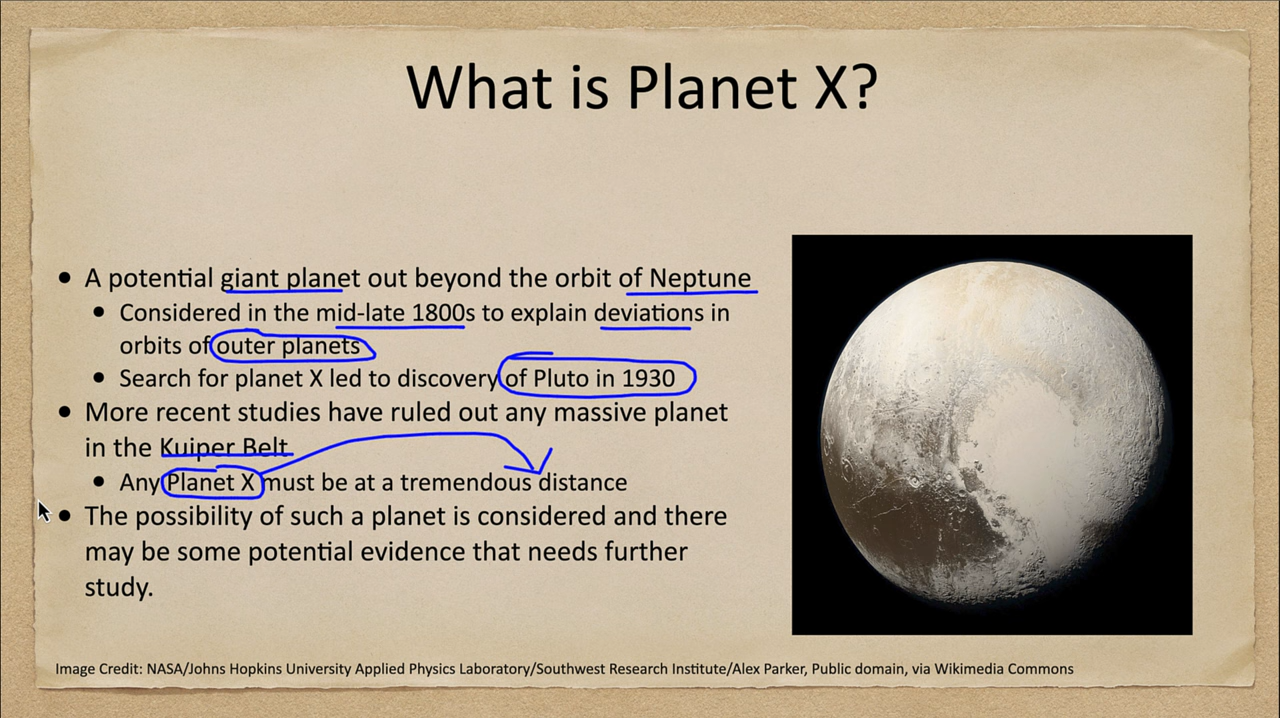 What is Planet X?
• A potential giant planet out beyond the orbit of Neptune
• Considered in the mid-late 1800s to explain deviations in
orbits of outer planets
• Search for planet X led to discovery of Pluto in 1930
• More recent studies have ruled out any massive planet
in the Kuiper Belt
• Any Planet X must be at a tremendous distance
• The possibility of such a planet is considered and there
may be some potential evidence that needs further
study.
Image Credit: NASA/Johns Hopkins University Applied Physics Laboratory/Southwest Research Institute/Alex Parker, Public domain, via Wikimedia Commons